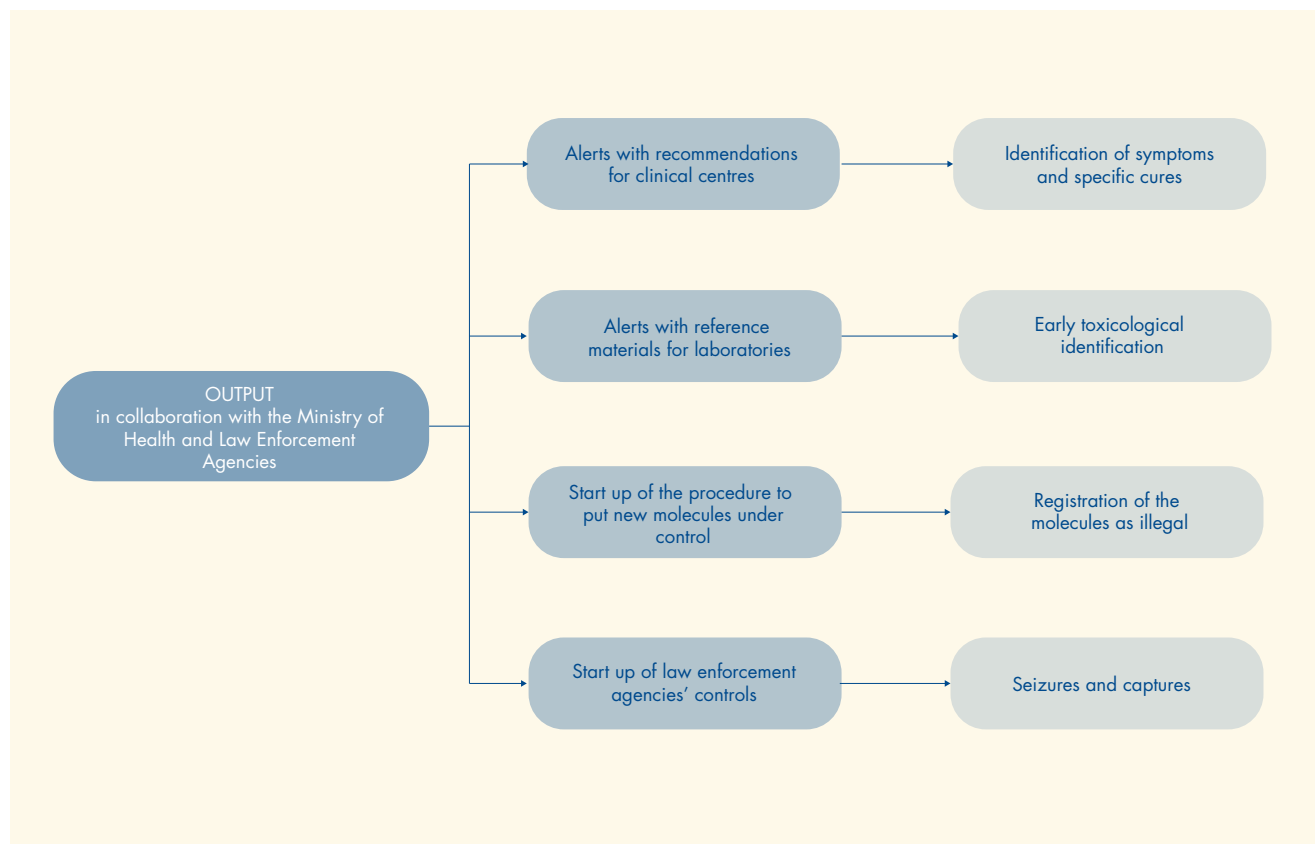 OUTPUT
in collaboration with the Ministry of
Health and Law Enforcement
Agencies
Alerts with recommendations
for clinical centres
Identification of symptoms
and specific cures
Alerts with reference
materials for laboratories
Early toxicological
identification
Start up of the procedure to
put new molecules under
control
Registration of the
molecules as illegal
Start up of law enforcement
agencies’ controls
Seizures and captures